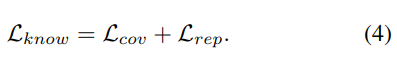 ℒ_know = ℒ_cov + ℒ_rep. (4)